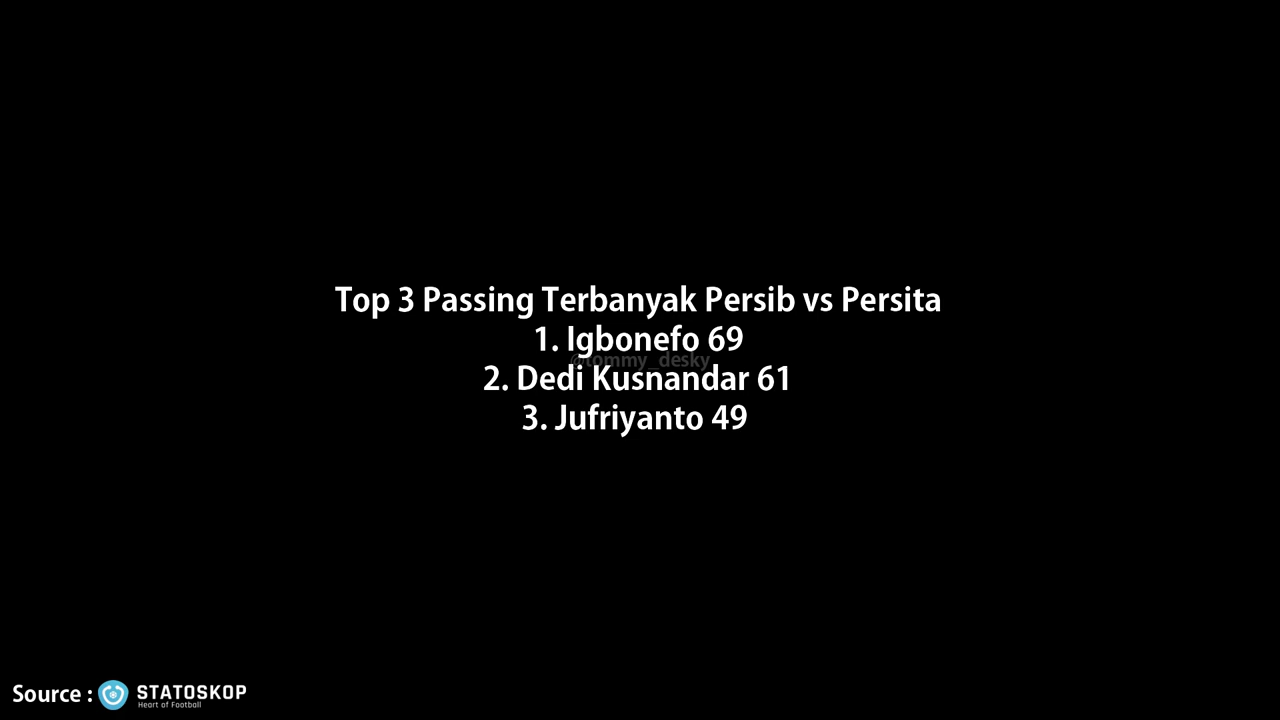 Top 3 Passing Terbanyak Persib vs Persita
1. Igbonefo 69
@tommy_desky
2. Dedi Kusnandar 61
3. Jufriyanto 49
Source : STATOSKOP
Heart of Football